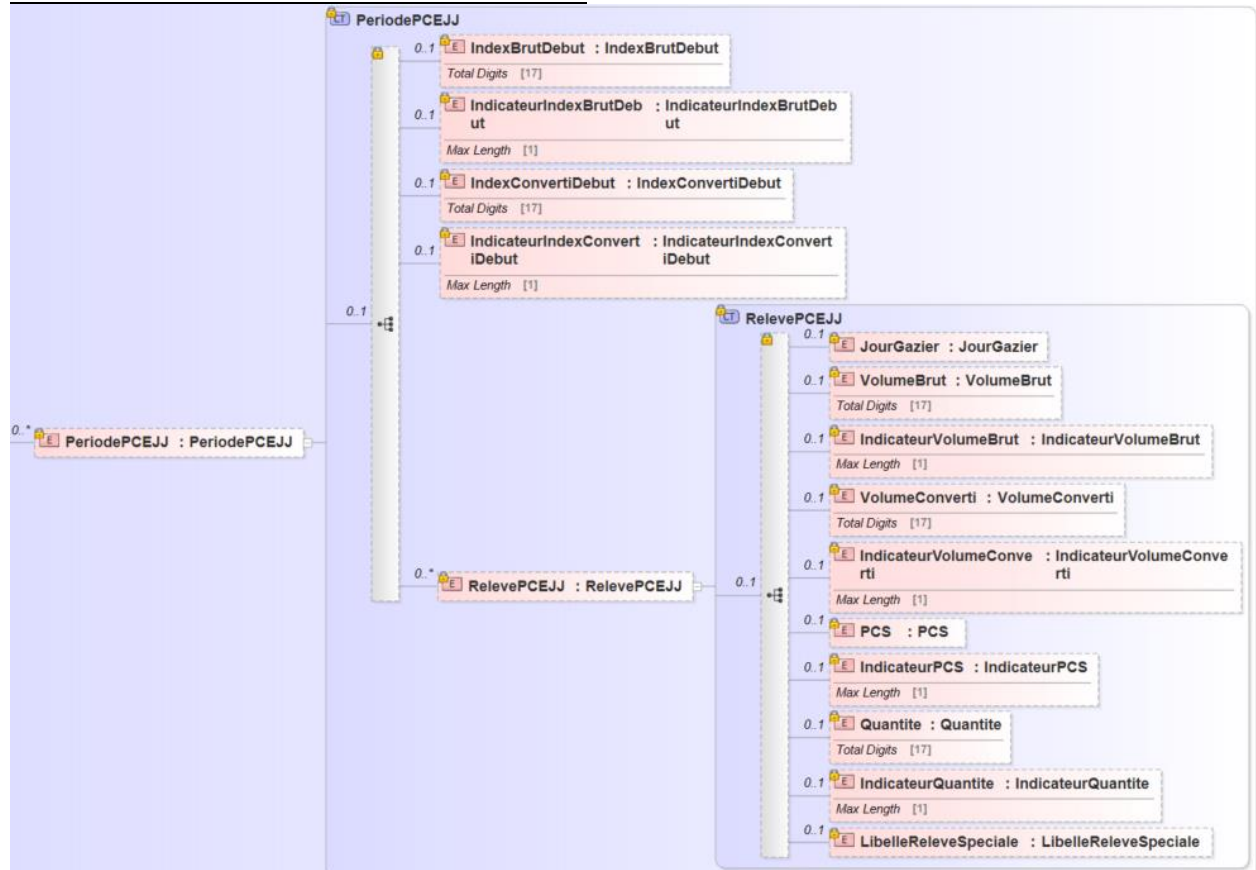 CT PeriodePCEJJ
0..1 E IndexBrutDebut : IndexBrutDebut
Total Digits [17]
0..1 E IndicateurIndexBrutDeb : IndicateurIndexBrutDeb
ut ut
Max Length [1]
0..1 E IndexConvertiDebut : IndexConvertiDebut
Total Digits [17]
0..1 E IndicateurIndexConvert : IndicateurIndexConvert
iDebut iDebut
Max Length [1]
0..1
CT RelevePCEJJ
0..1 E JourGazier : JourGazier
0..1 E VolumeBrut : VolumeBrut
Total Digits [17]
0..* E PeriodePCEJJ : PeriodePCEJJ
0..1 E IndicateurVolumeBrut : IndicateurVolumeBrut
Max Length [1]
0..1 E VolumeConverti : VolumeConverti
Total Digits [17]
0..1 E IndicateurVolumeConve : IndicateurVolumeConve
rti rti
Max Length [1]
0..* E RelevePCEJJ : RelevePCEJJ 0..1
0..1 E PCS : PCS
0..1 E IndicateurPCS : IndicateurPCS
Max Length [1]
0..1 E Quantite : Quantite
Total Digits [17]
0..1 E IndicateurQuantite : IndicateurQuantite
Max Length [1]
0..1 E LibelleReleveSpeciale : LibelleReleveSpeciale